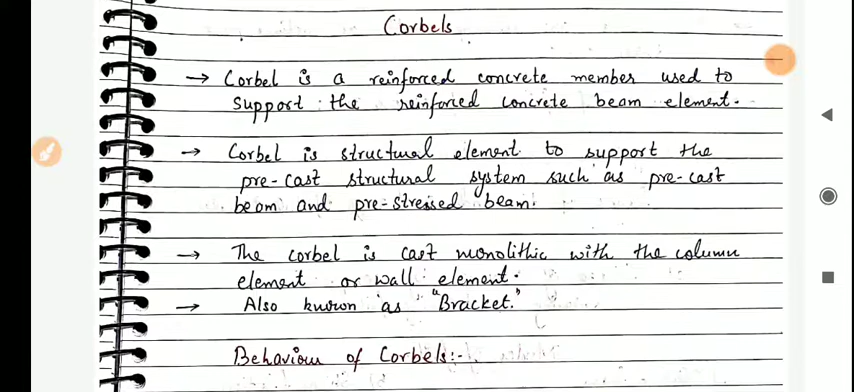 Corbels
→ Corbel is a reinforced concrete member used to
support the reinforced concrete beam element.
→ Corbel is structural element to support the
pre-cast structural system such as pre-cast
beam and pre-stressed beam.
→ The corbel is cast monolithic with the column
element or wall element.
→ Also known as "Bracket."
Behaviour of Corbels:-